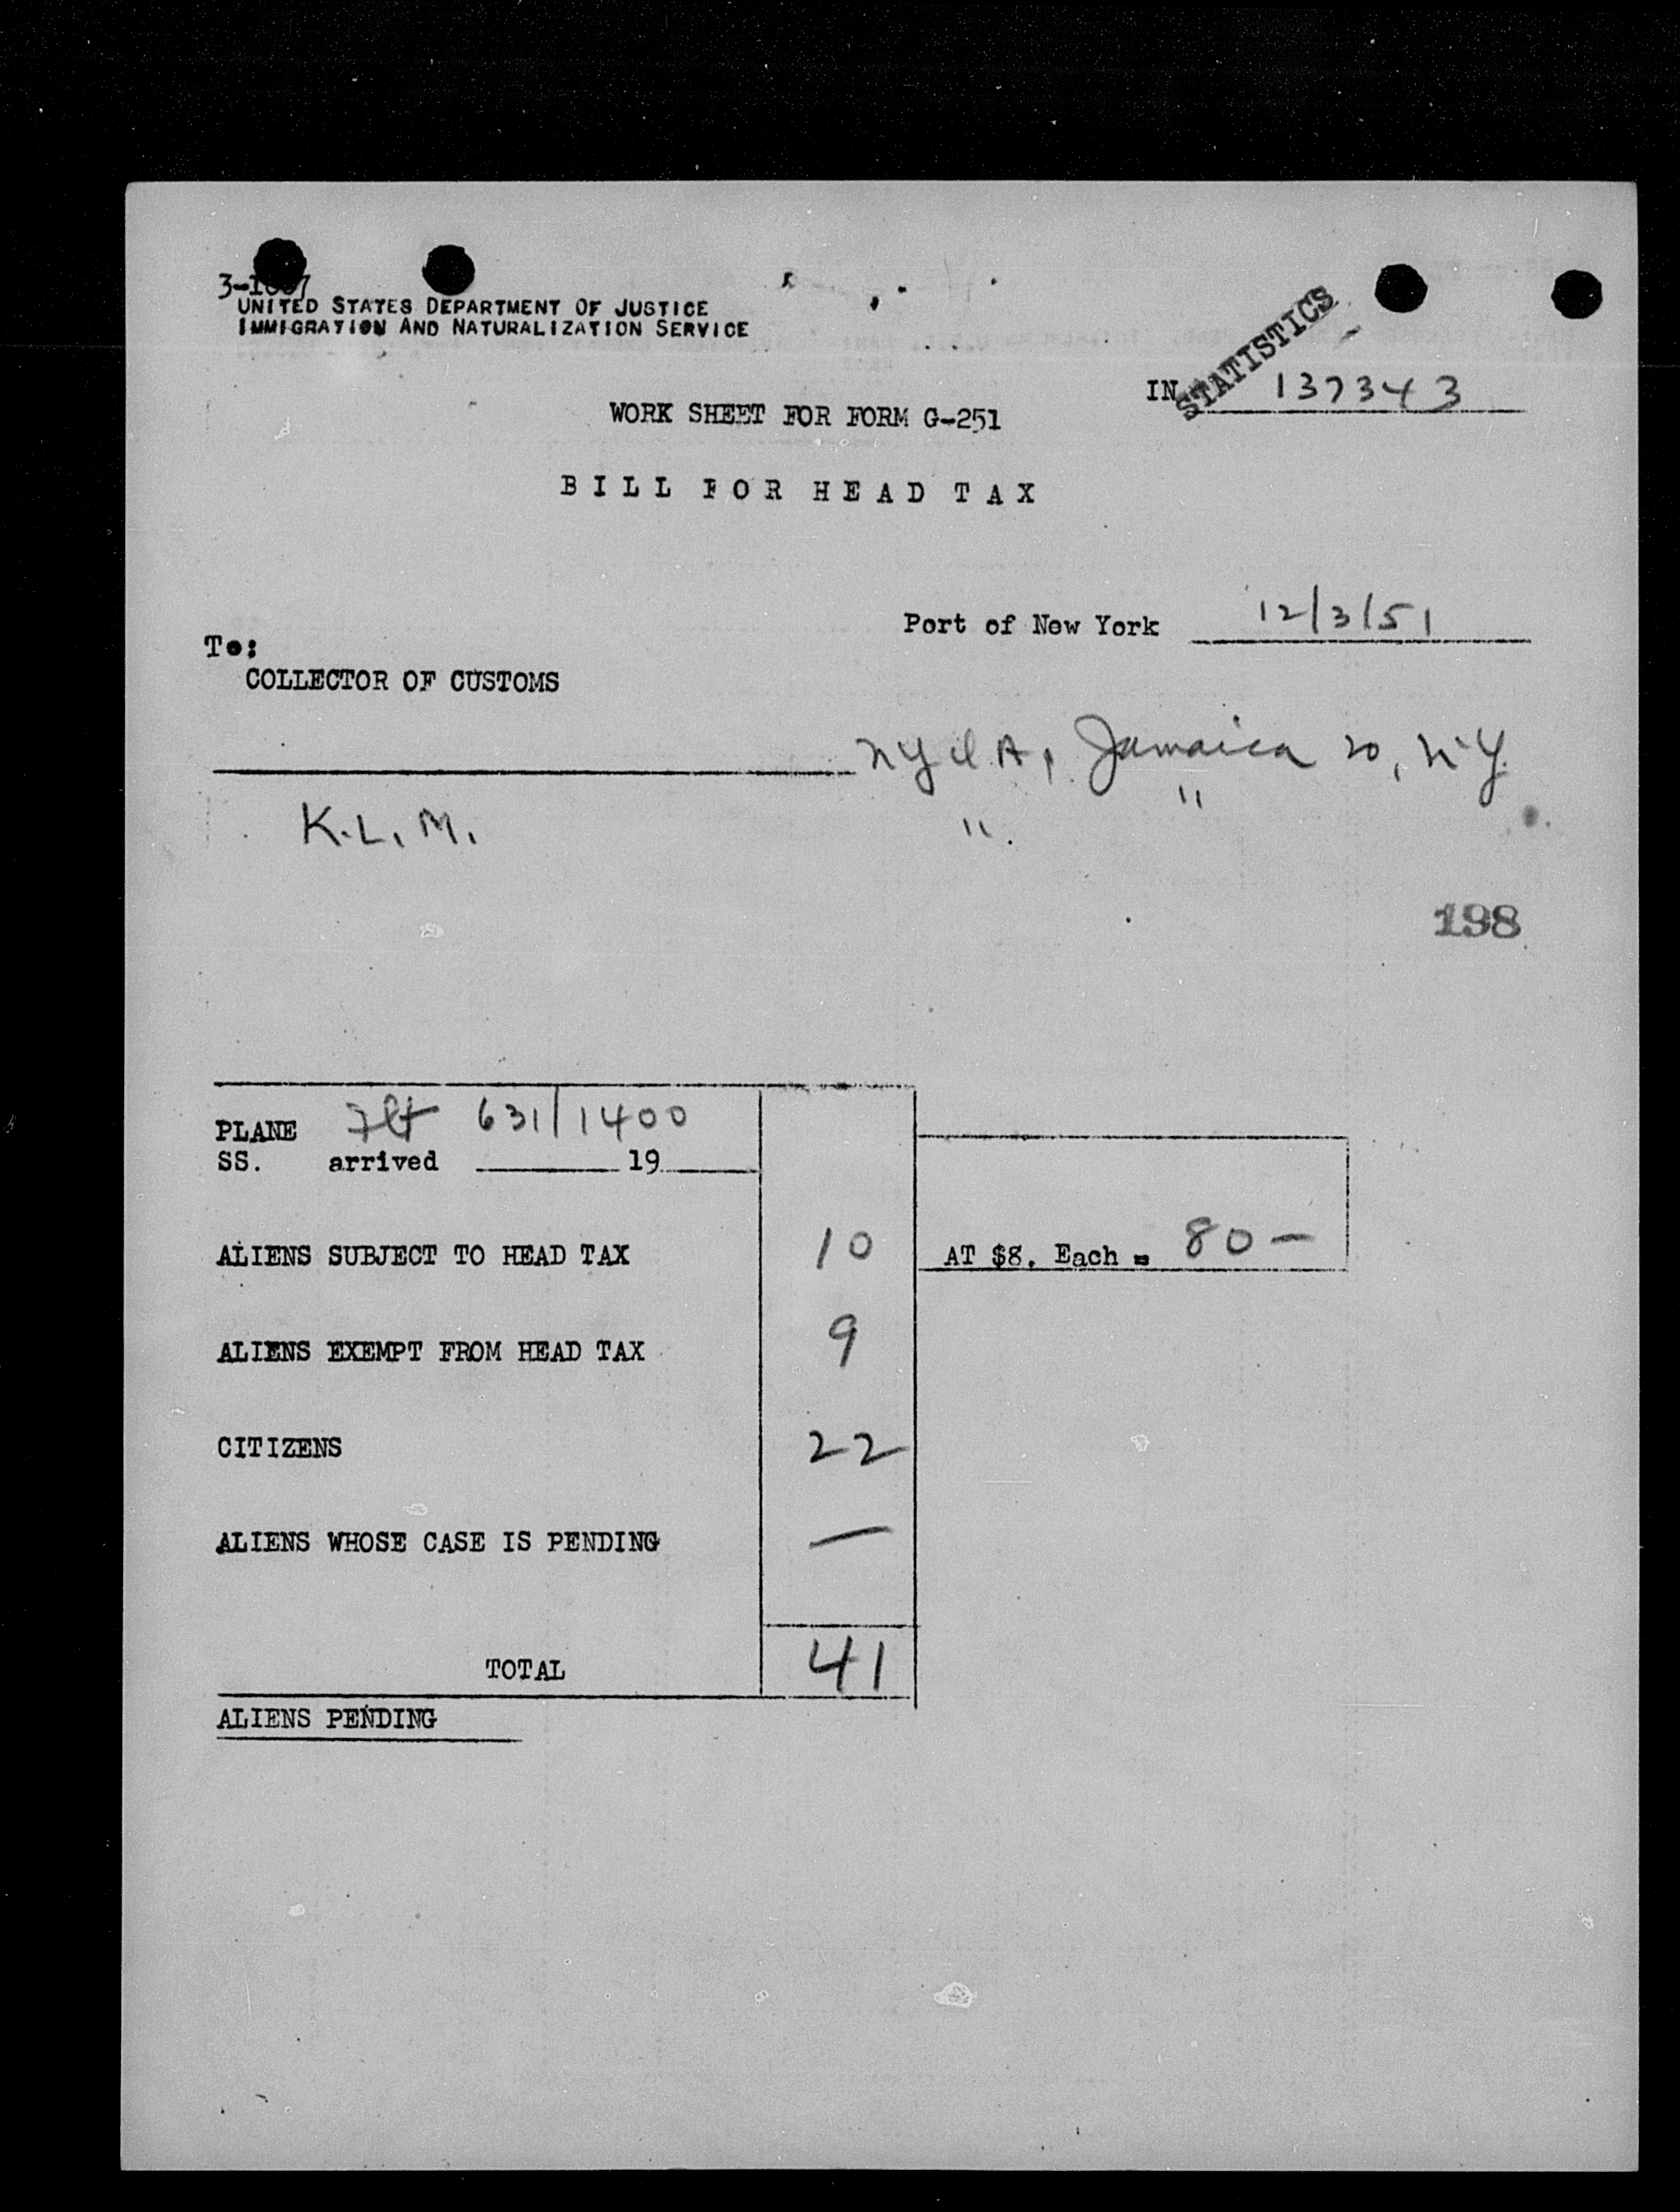 UNITED STATES DEPARTMENT OF JUSTICE
IMMIGRATION AND NATURALIZATION SERVICE
STATISTICS
IN 137343
WORK SHEET FOR FORM G-251
BILL FOR HEAD TAX
Port of New York 12/3/51
To:
COLLECTOR OF CUSTOMS
Jamaica 20, N.Y.
K.L.M. " "
198
PLANE Flt 631/1400
SS. arrived 19
ALIENS SUBJECT TO HEAD TAX 10 AT $8. Each = 80 —
ALIENS EXEMPT FROM HEAD TAX 9
CITIZENS 22
ALIENS WHOSE CASE IS PENDING —
TOTAL 41
ALIENS PENDING